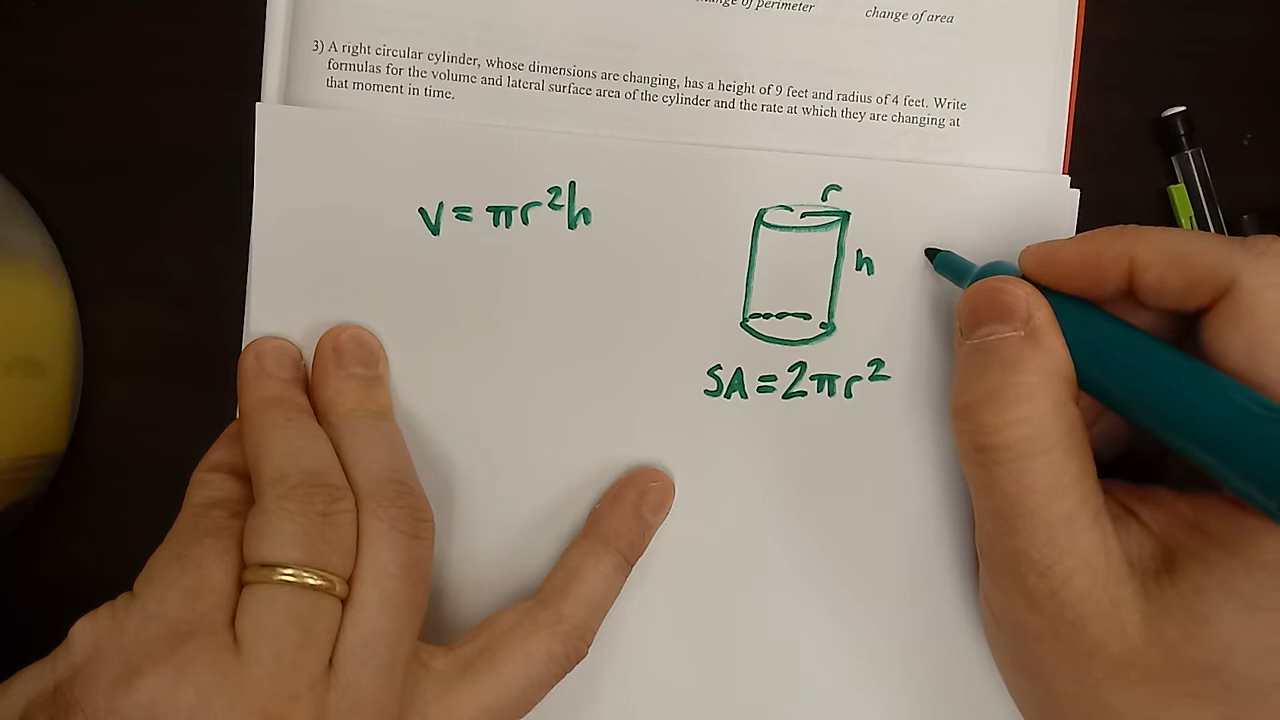 of perimeter change of area
3) A right circular cylinder, whose dimensions are changing, has a height of 9 feet and radius of 4 feet. Write
formulas for the volume and lateral surface area of the cylinder and the rate at which they are changing at
that moment in time.
V = πr²h
r
h
SA = 2πr²